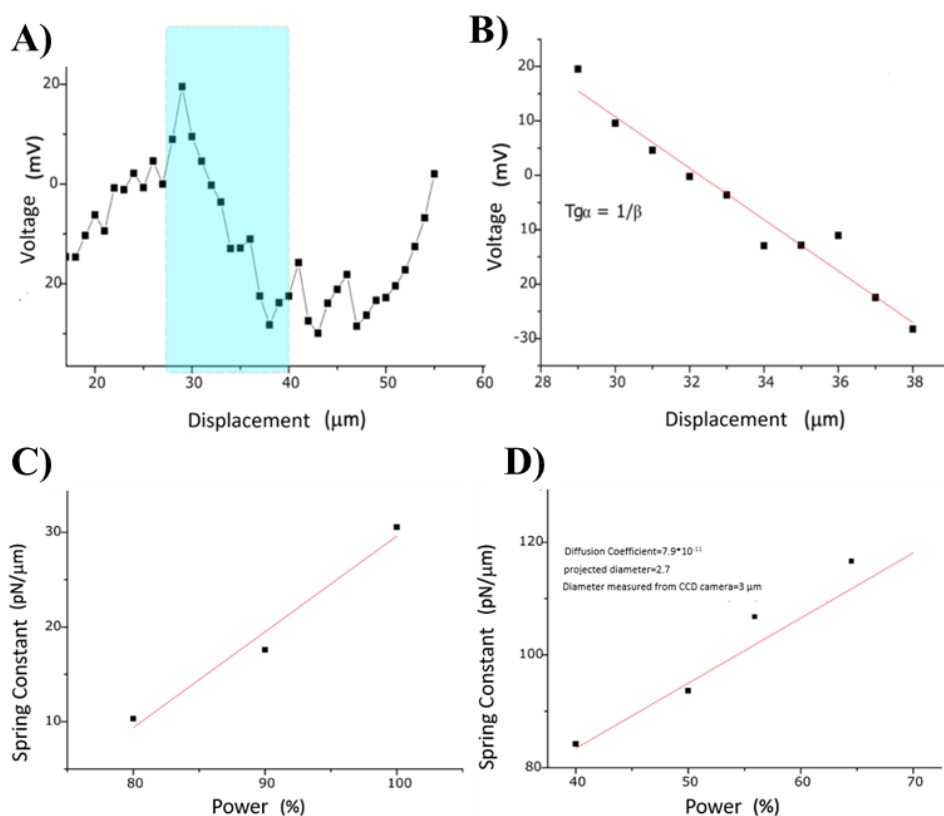 A)
20
0
20
Voltage (mV)
20
30
40
50
60
Displacement (μm)
B)
20
10
0
-10
-20
-30
Voltage (mV)
Tgα = 1/β
28
30
32
34
36
38
Displacement (μm)
C)
30
20
10
Spring Constant (pN/μm)
80
90
100
Power (%)
D)
120
100
80
Spring Constant (pN/μm)
Diffusion Coefficient=7.9*10⁻¹¹
projected diameter=2.7
Diameter measured from CCD camera=3 μm
40
50
60
70
Power (%)